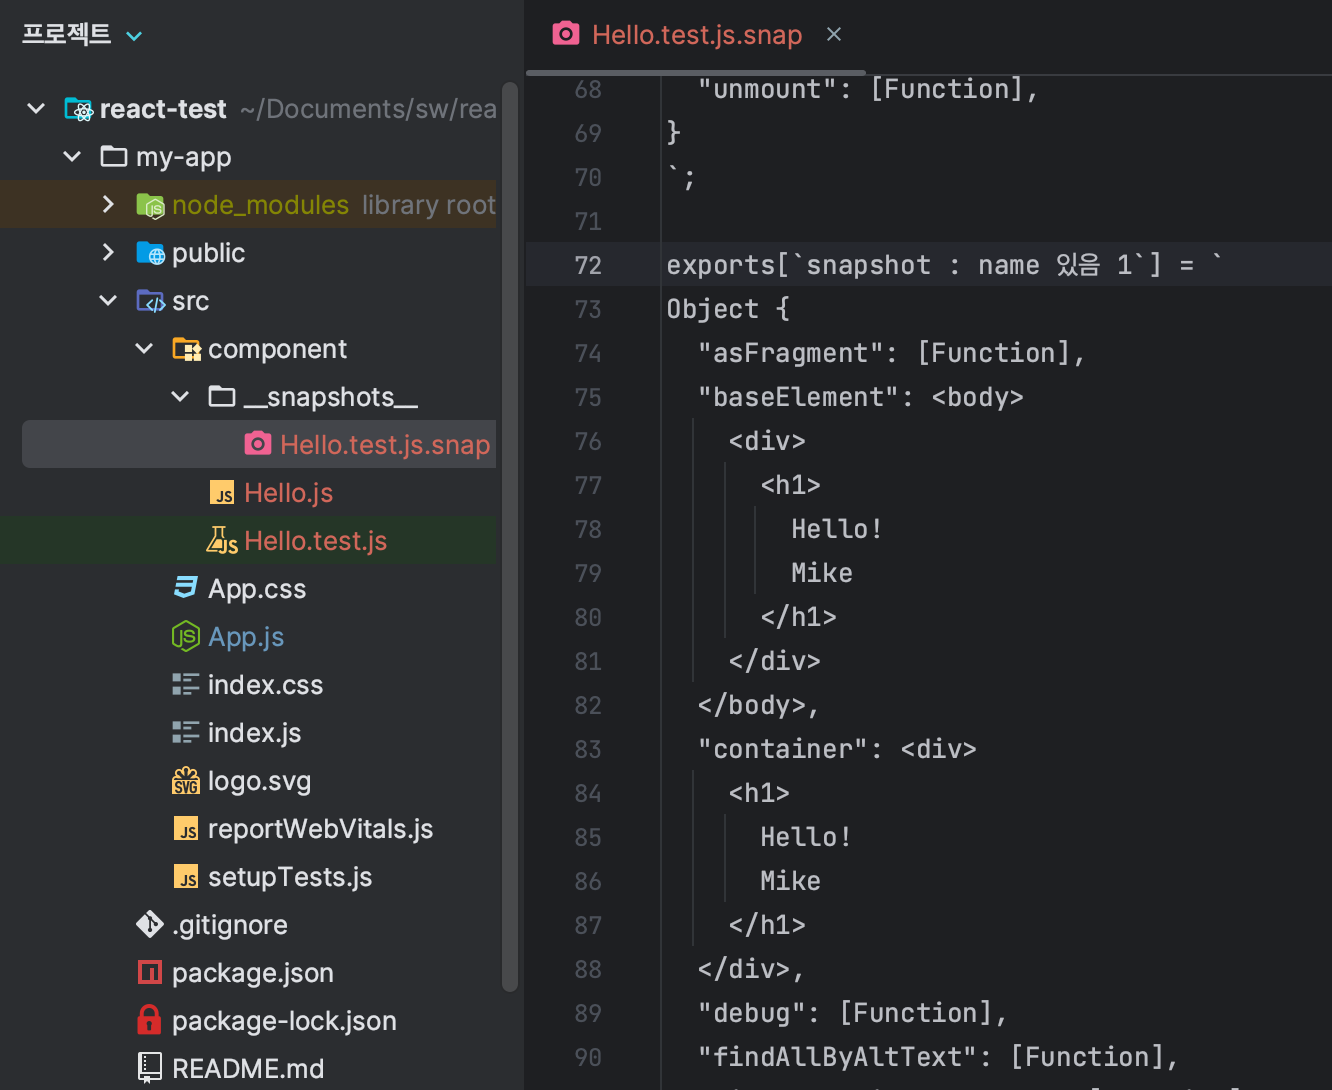 프로젝트
react-test ~/Documents/sw/rea
my-app
node_modules library root
public
src
component
__snapshots__
Hello.test.js.snap
Hello.js
Hello.test.js
App.css
App.js
index.css
index.js
logo.svg
reportWebVitals.js
setupTests.js
.gitignore
package.json
package-lock.json
README.md
Hello.test.js.snap
68 "unmount": [Function],
69 }
70 `;
71
72 exports[`snapshot : name 있음 1`] = `
73 Object {
74 "asFragment": [Function],
75 "baseElement": <body>
76 <div>
77 <h1>
78 Hello!
79 Mike
80 </h1>
81 </div>
82 </body>,
83 "container": <div>
84 <h1>
85 Hello!
86 Mike
87 </h1>
88 </div>,
89 "debug": [Function],
90 "findAllByAltText": [Function],